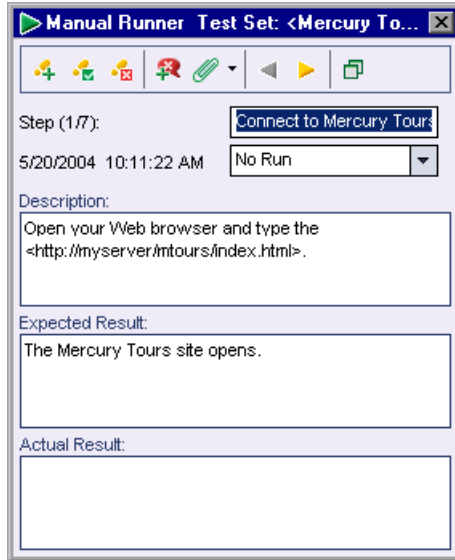 Manual Runner Test Set: <Mercury To...
Step (1/7):
Connect to Mercury Tours
5/20/2004 10:11:22 AM
No Run
Description:
Open your Web browser and type the
<http://myserver/mtours/index.html>.
Expected Result:
The Mercury Tours site opens.
Actual Result: